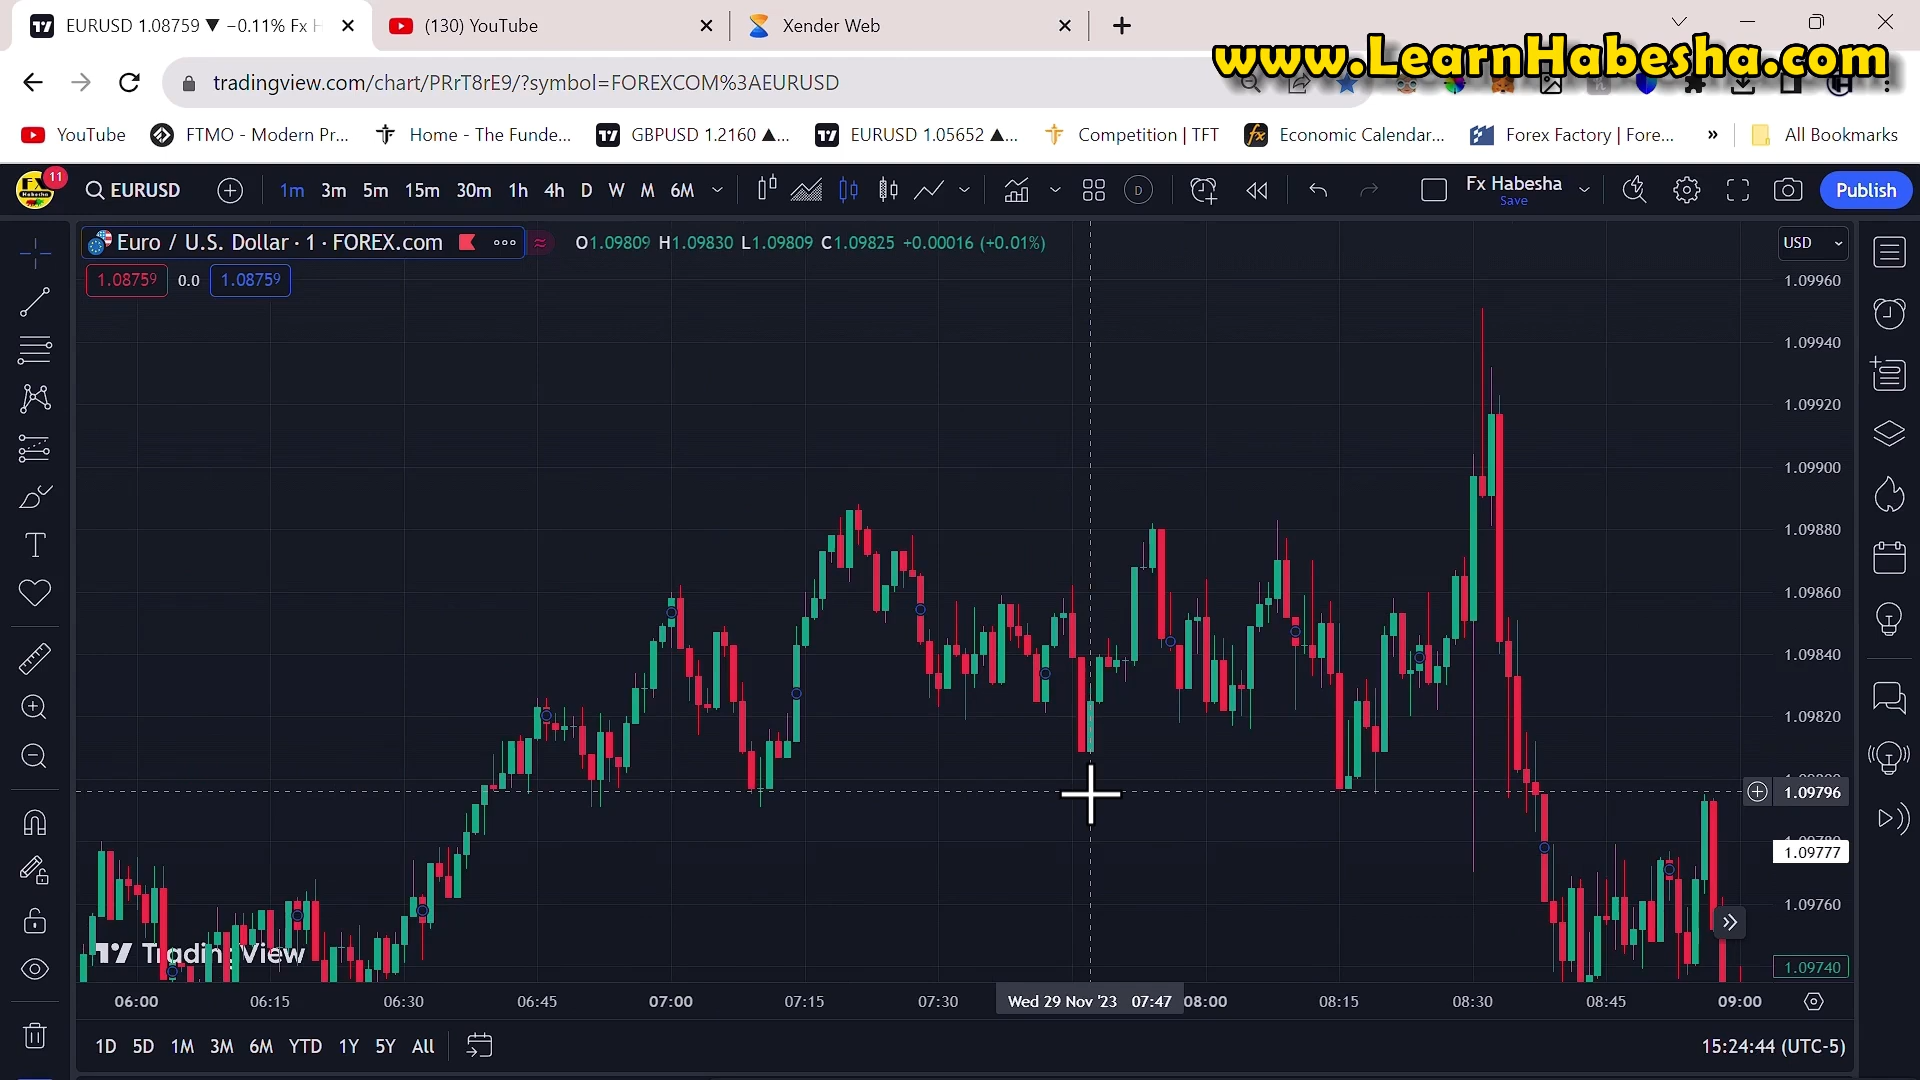 EURUSD 1.08759 ▼ −0.11% Fx H
(130) YouTube
Xender Web
www.LearnHabesha.com
tradingview.com/chart/PRrT8rE9/?symbol=FOREXCOM%3AEURUSD
YouTube
FTMO - Modern Pr...
Home - The Funde...
GBPUSD 1.2160 ▲...
EURUSD 1.05652 ▲...
Competition | TFT
Economic Calendar...
Forex Factory | Fore...
»
All Bookmarks
11
EURUSD
1m 3m 5m 15m 30m 1h 4h D W M 6M
D
Fx Habesha
Save
Publish
Euro / U.S. Dollar · 1 · FOREX.com
O1.09809 H1.09830 L1.09809 C1.09825 +0.00016 (+0.01%)
USD
1.08759 0.0 1.08759
1.09960
1.09940
1.09920
1.09900
1.09880
1.09860
1.09840
1.09820
1.09796
1.09777
1.09760
1.09740
TradingView
06:00 06:15 06:30 06:45 07:00 07:15 07:30 Wed 29 Nov '23 07:47 08:00 08:15 08:30 08:45 09:00
1D 5D 1M 3M 6M YTD 1Y 5Y All
15:24:44 (UTC-5)